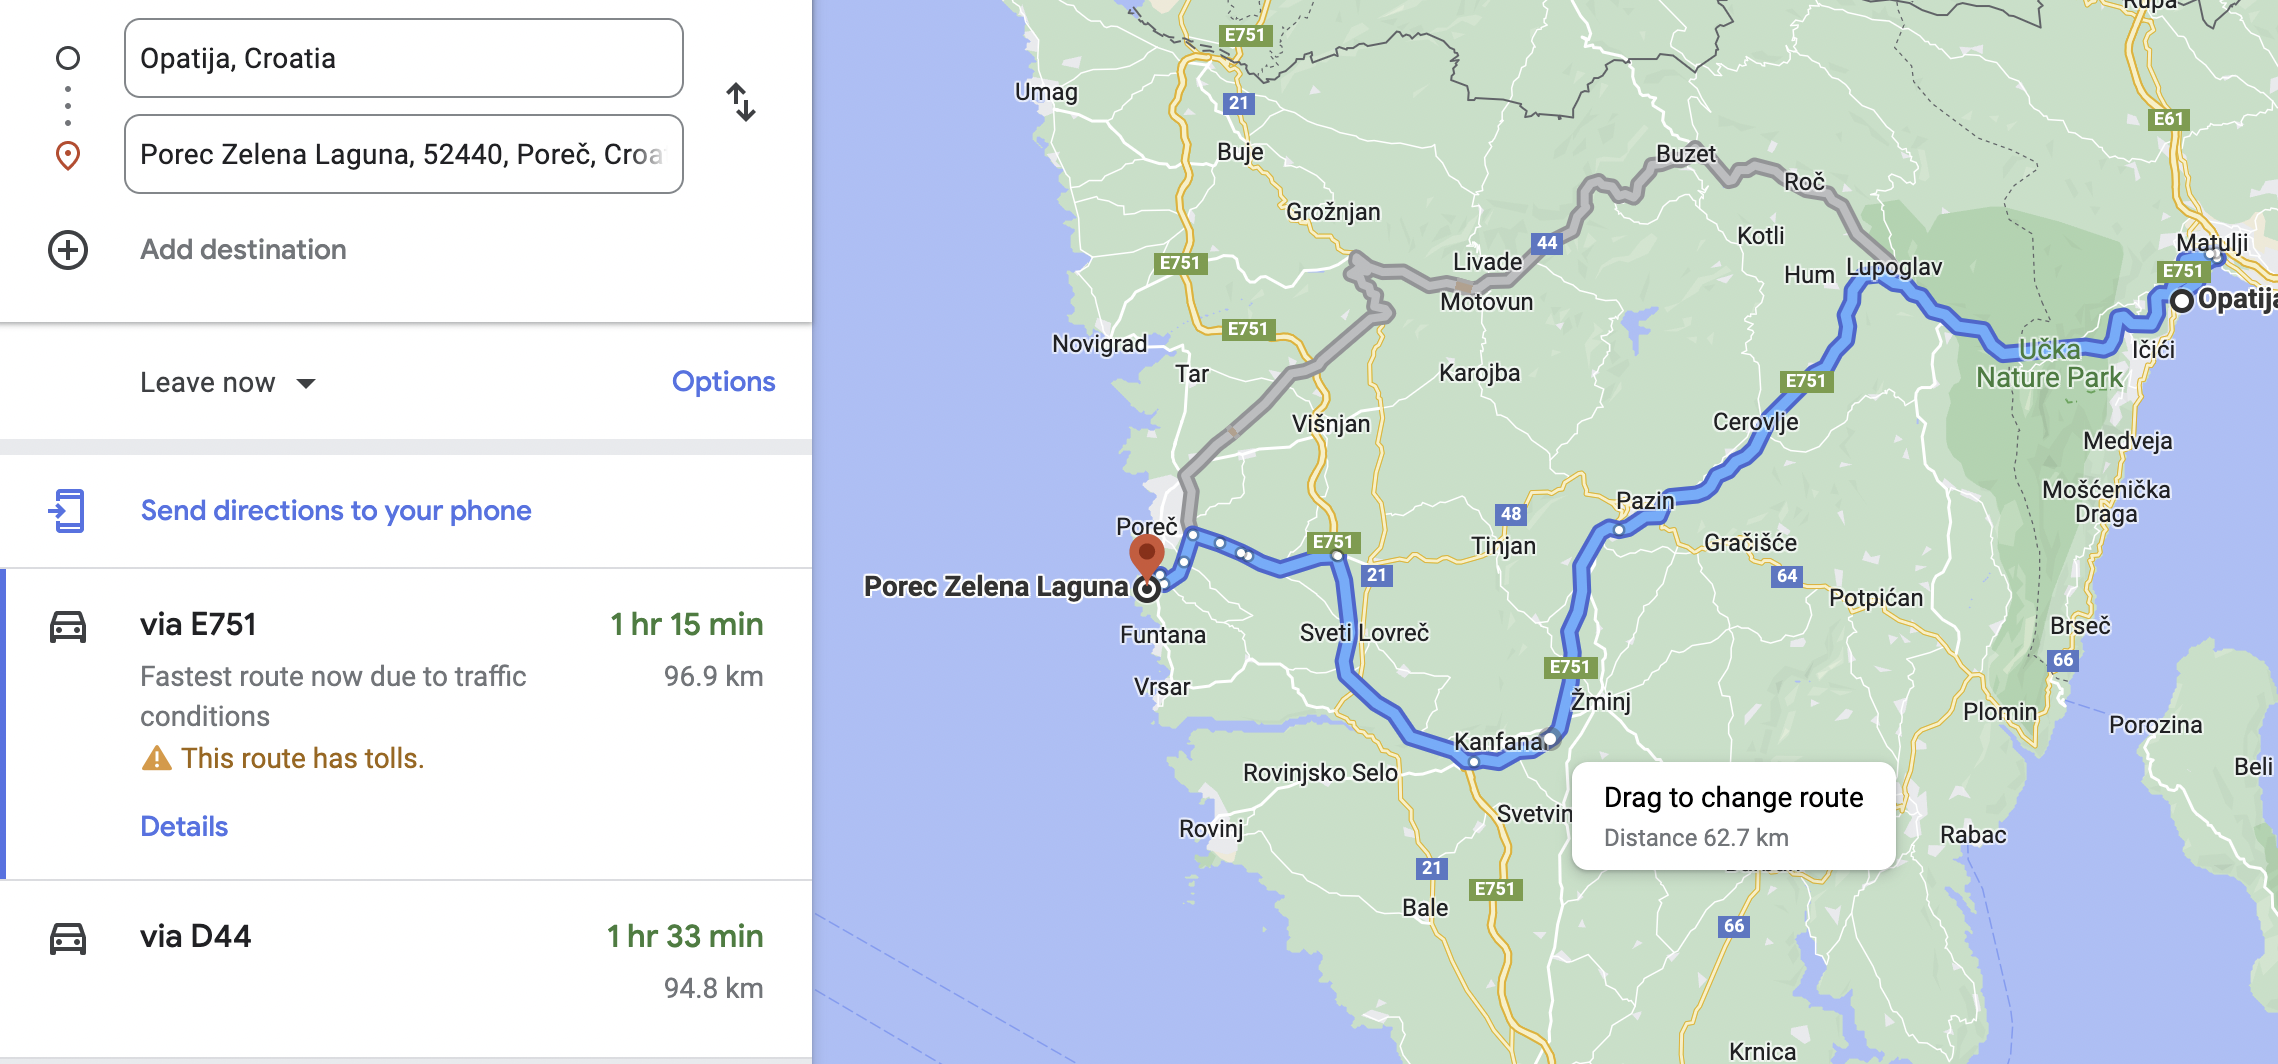 Opatija, Croatia
Porec Zelena Laguna, 52440, Poreč, Croa
Add destination
Leave now
Options
Send directions to your phone
via E751
1 hr 15 min
Fastest route now due to traffic
96.9 km
conditions
This route has tolls.
Details
via D44
1 hr 33 min
94.8 km
Rupa
E751
Umag
21
E61
Buje
Buzet
Roč
Grožnjan
Kotli
Matulji
44
Livade
E751
Hum
Lupoglav
E751
Motovun
Opatija
E751
Novigrad
Učka
Nature Park
Ičići
Tar
Karojba
E751
Višnjan
Cerovlje
Medveja
Mošćenička
Draga
Pazin
48
Poreč
E751
Tinjan
Gračišće
21
64
Porec Zelena Laguna
Potpićan
Funtana
Sveti Lovreč
Brseč
E751
66
Vrsar
Žminj
Plomin
Porozina
Kanfanar
Rovinjsko Selo
Beli
Drag to change route
Distance 62.7 km
Svetvin
Rovinj
Rabac
21
E751
Bale
66
Krnica